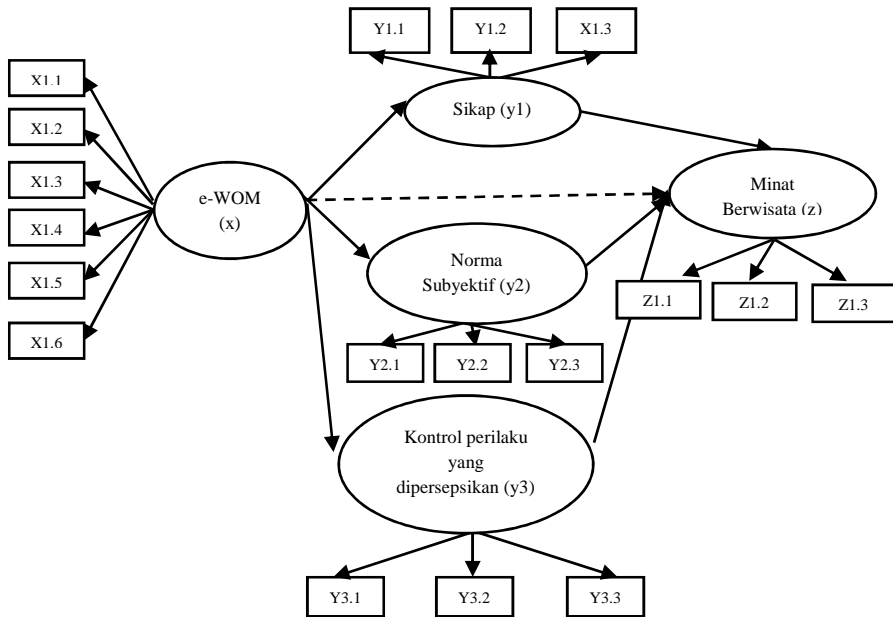 Y1.1
Y1.2
X1.3
X1.1
X1.2
X1.3
X1.4
X1.5
X1.6
Sikap (y1)
e-WOM
(x)
Minat
Berwisata (z)
Norma
Subyektif (y2)
Z1.1
Z1.2
Z1.3
Y2.1
Y2.2
Y2.3
Kontrol perilaku
yang
dipersepsikan (y3)
Y3.1
Y3.2
Y3.3